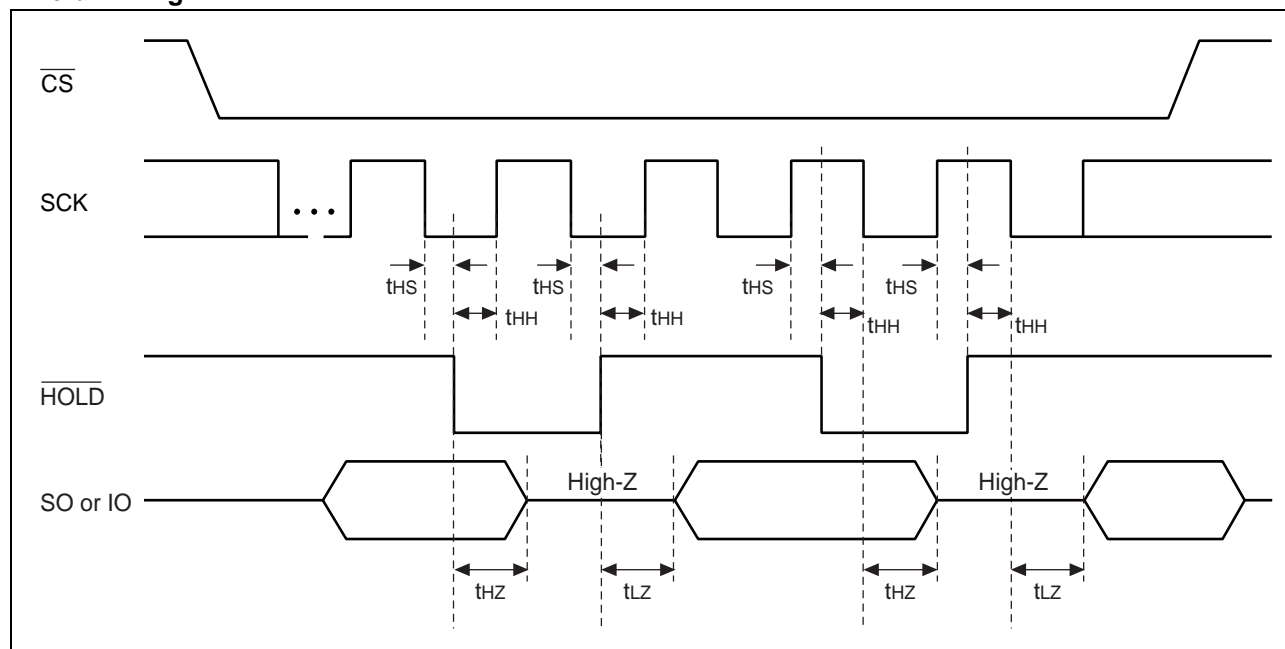 CS
SCK
...
tHS
tHS
tHS
tHS
tHH
tHH
tHH
tHH
HOLD
SO or IO
High-Z
High-Z
tHZ
tLZ
tHZ
tLZ